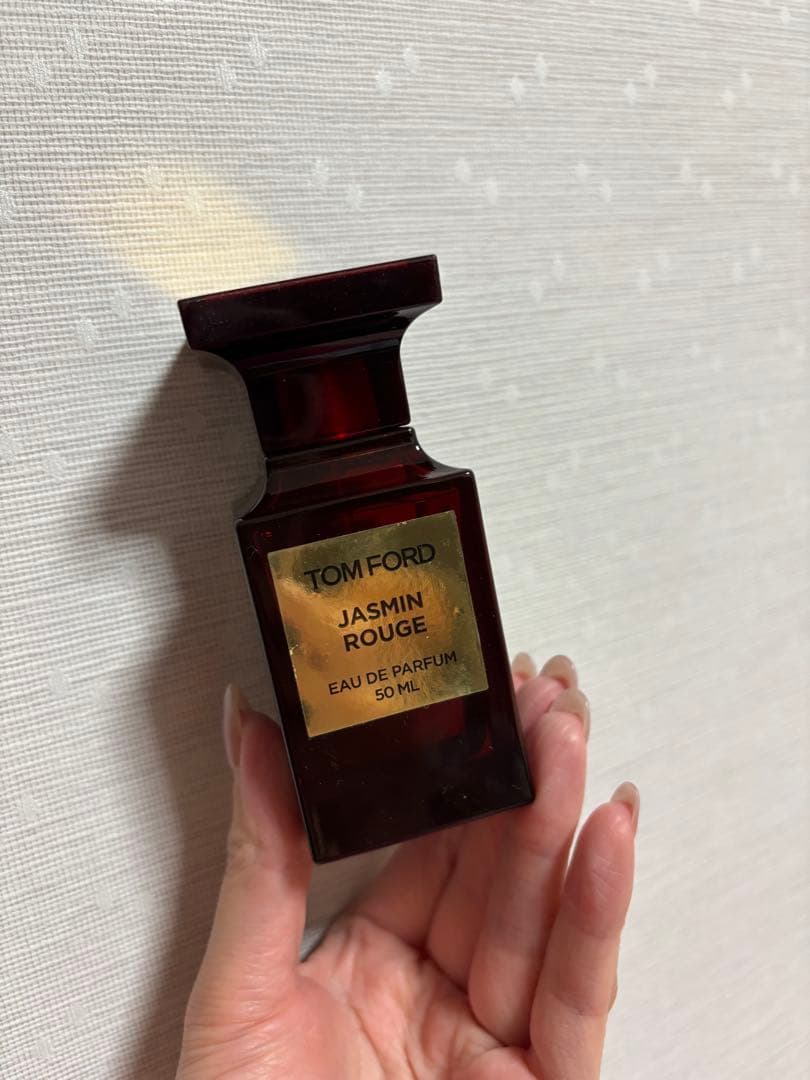 TOM FORD
JASMIN
ROUGE
EAU DE PARFUM
50 ML